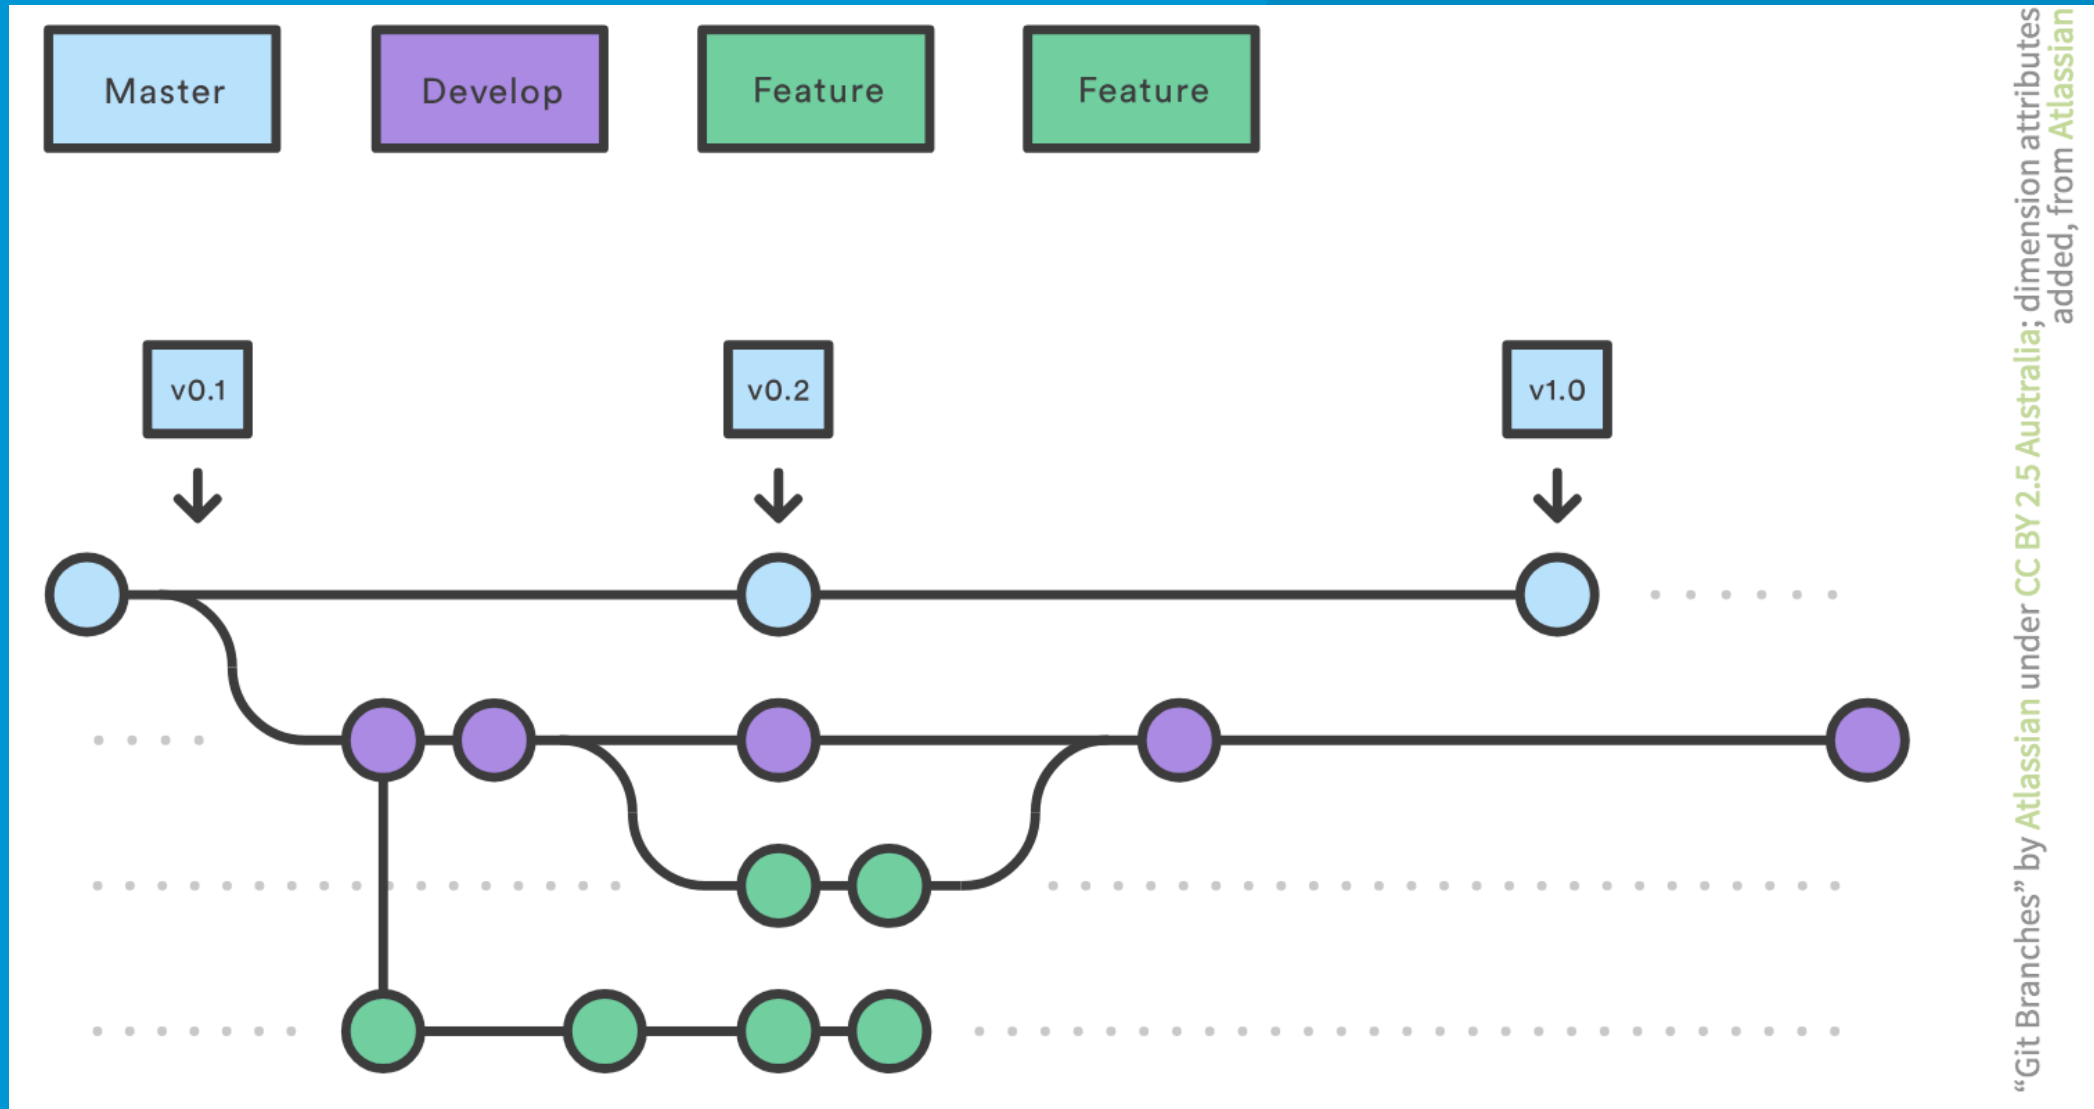 Master
Develop
Feature
Feature
v0.1
v0.2
v1.0
“Git Branches” by Atlassian under CC BY 2.5 Australia; dimension attributes
added, from Atlassian